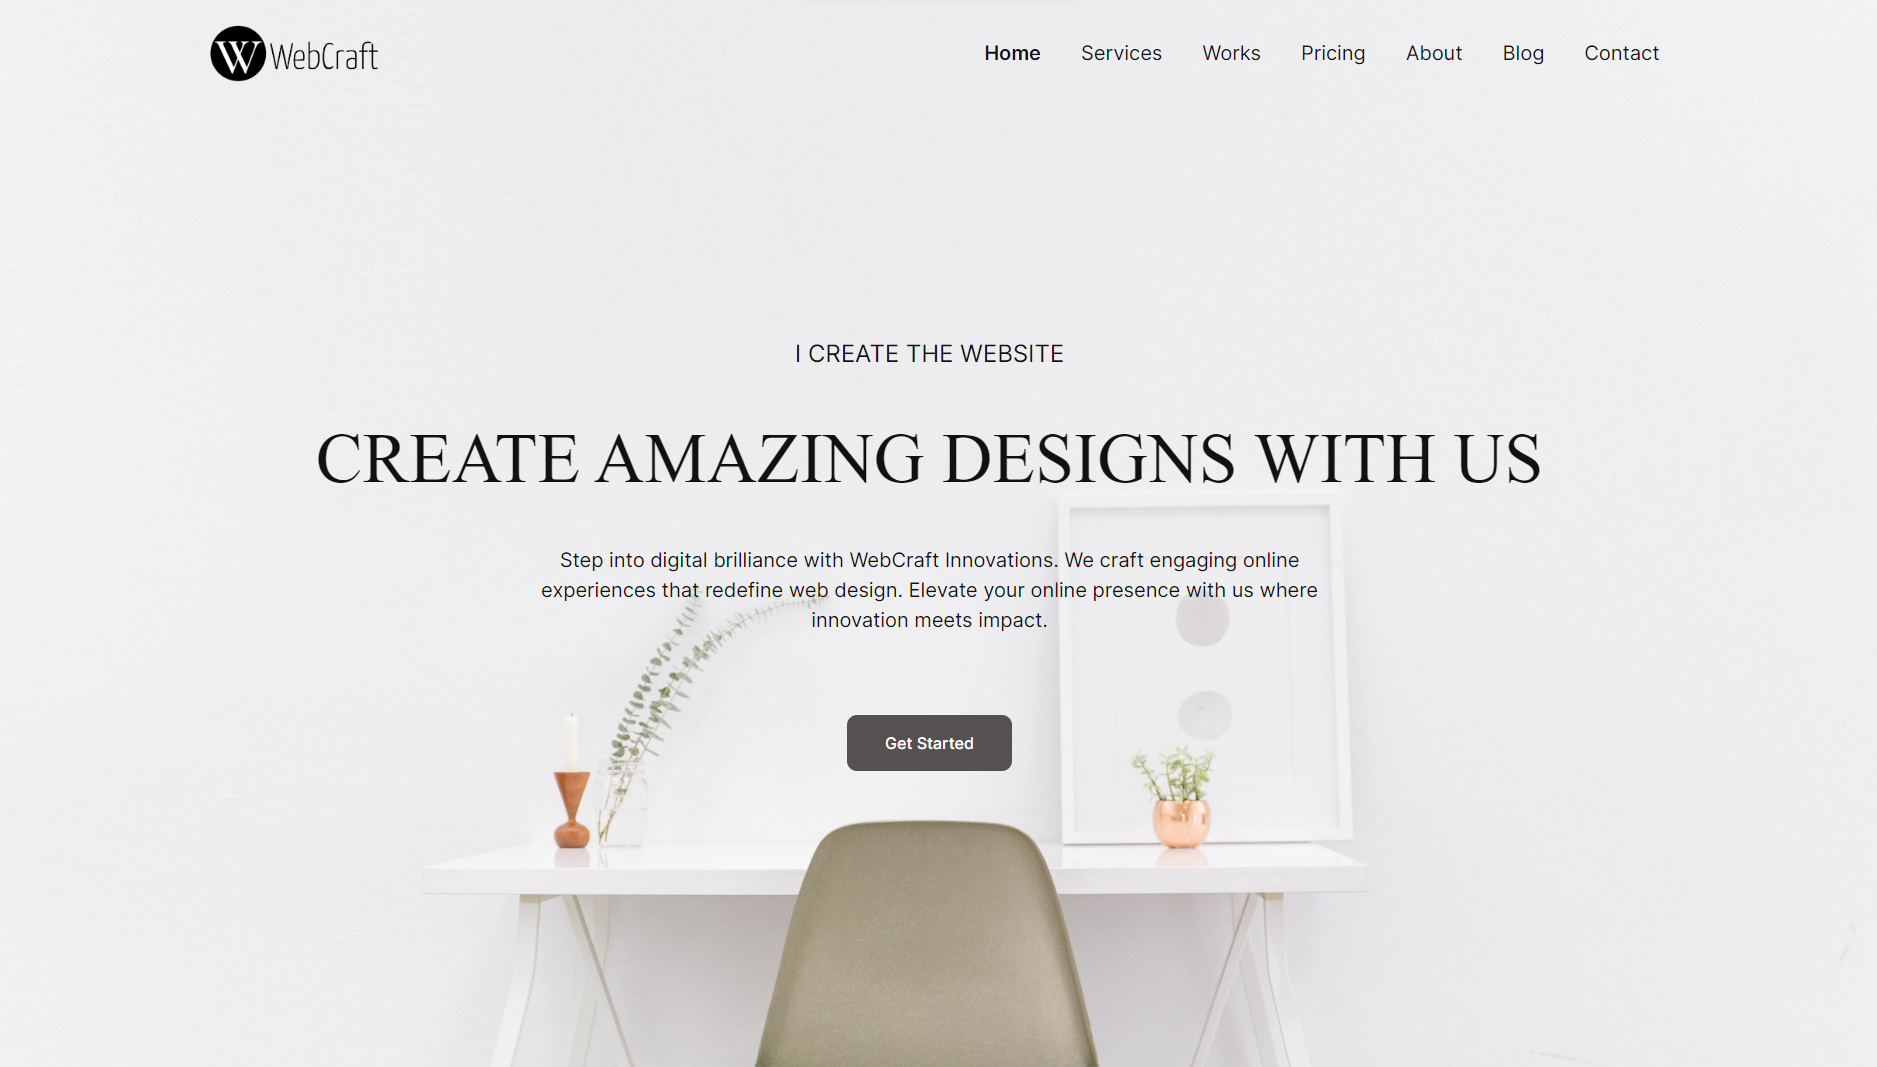 W WebCraft
Home Services Works Pricing About Blog Contact
I CREATE THE WEBSITE
CREATE AMAZING DESIGNS WITH US
Step into digital brilliance with WebCraft Innovations. We craft engaging online
experiences that redefine web design. Elevate your online presence with us where
innovation meets impact.
Get Started